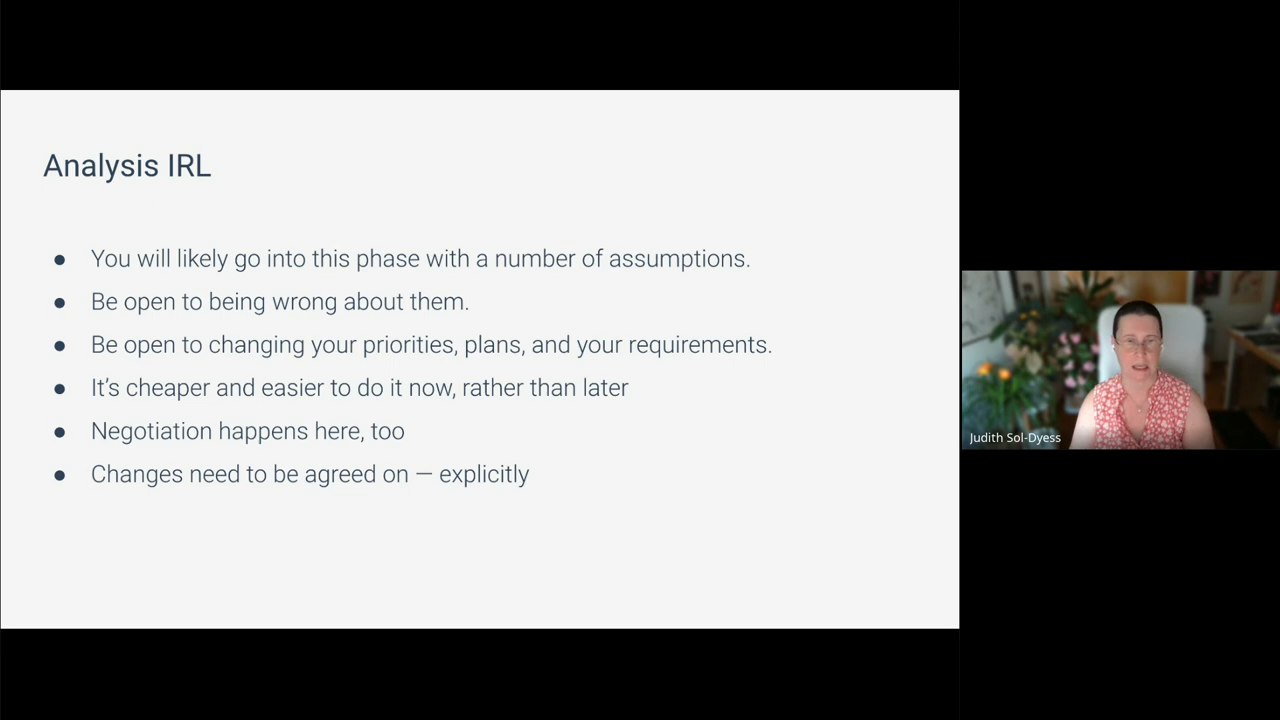 Analysis IRL
● You will likely go into this phase with a number of assumptions.
● Be open to being wrong about them.
● Be open to changing your priorities, plans, and your requirements.
● It’s cheaper and easier to do it now, rather than later
● Negotiation happens here, too
● Changes need to be agreed on — explicitly
Judith Sol-Dyess